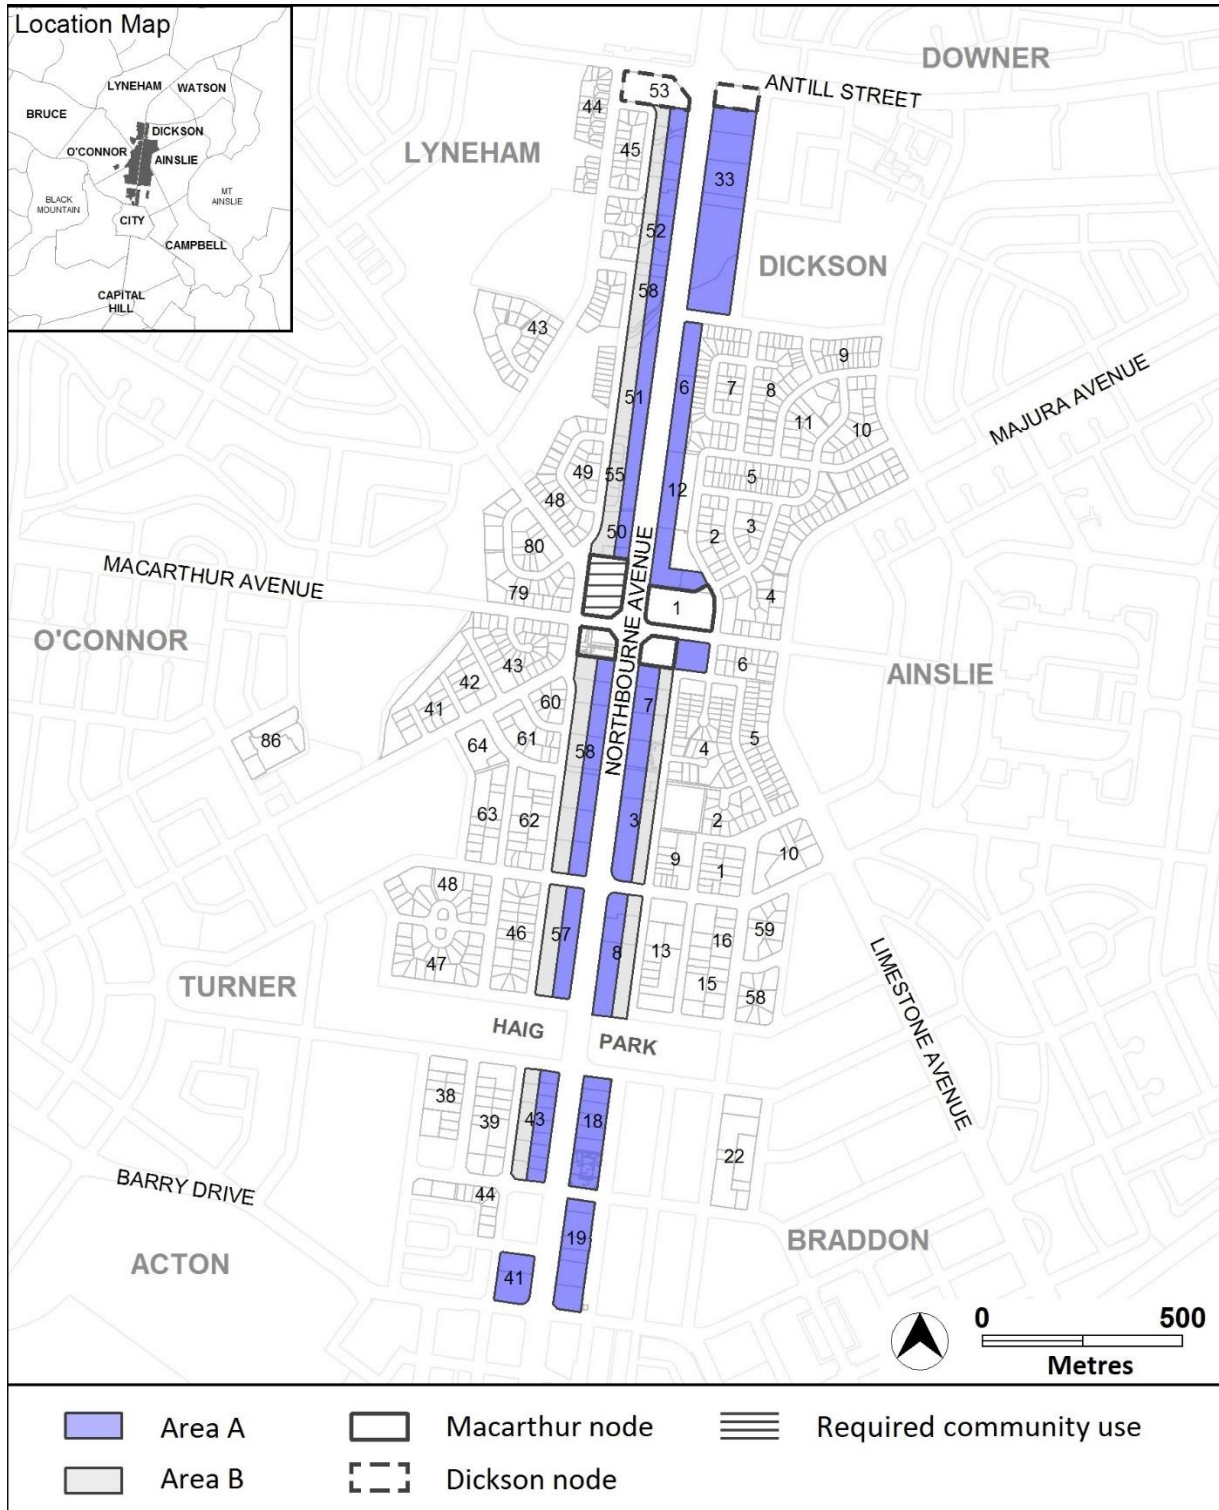 Location Map
LYNEHAM
WATSON
BRUCE
DICKSON
O'CONNOR
AINSLIE
BLACK
MOUNTAIN
MT
AINSLIE
CITY
CAMPBELL
CAPITAL
HILL
DOWNER
ANTILL STREET
53
44
LYNEHAM
45
33
52
DICKSON
58
43
9
6
7
8
51
MAJURA AVENUE
11
10
49
55
5
48
12
50
2
3
80
MACARTHUR AVENUE
79
NORTHBOURNE AVENUE
1
4
O'CONNOR
43
6
AINSLIE
42
41
60
7
86
64
61
58
4
5
63
62
3
2
9
1
10
48
46
57
8
13
16
59
47
15
58
TURNER
LIMESTONE AVENUE
HAIG
PARK
38
39
43
18
22
BARRY DRIVE
44
19
BRADDON
ACTON
41
0 500
Metres
Area A
Macarthur node
Required community use
Area B
Dickson node